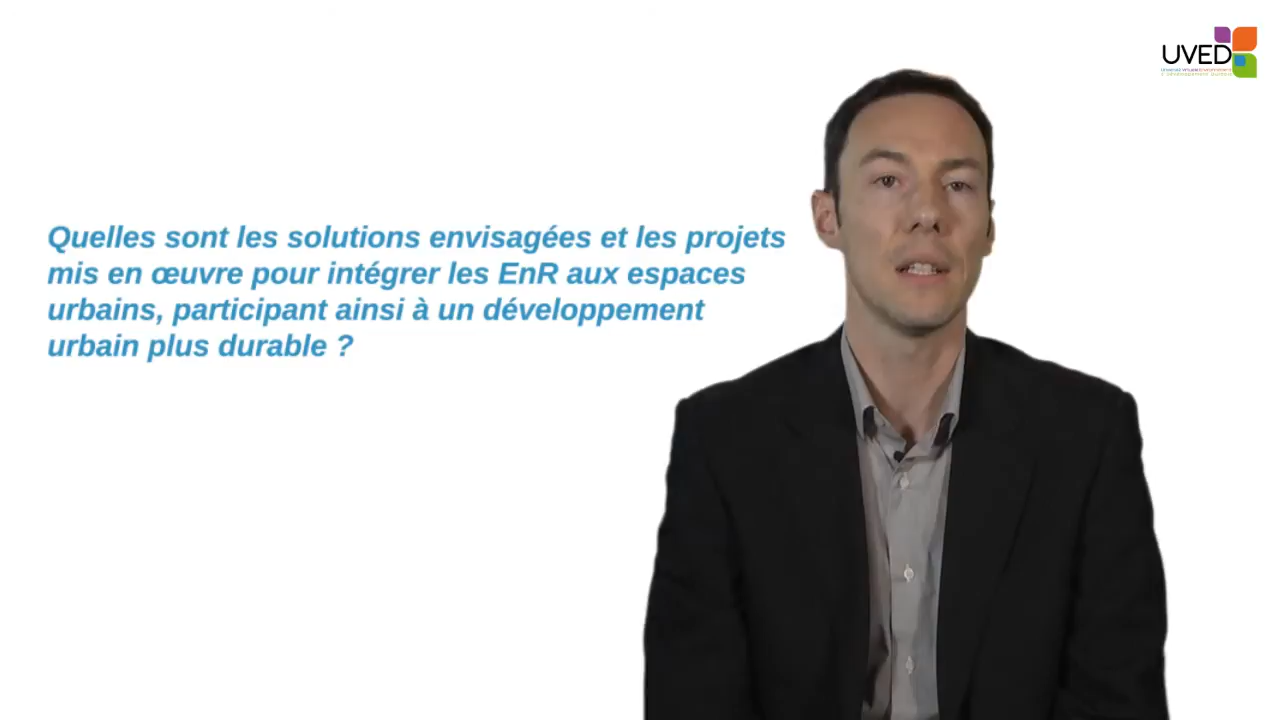 UVED
Quelles sont les solutions envisagées et les projets
mis en œuvre pour intégrer les EnR aux espaces
urbains, participant ainsi à un développement
urbain plus durable ?